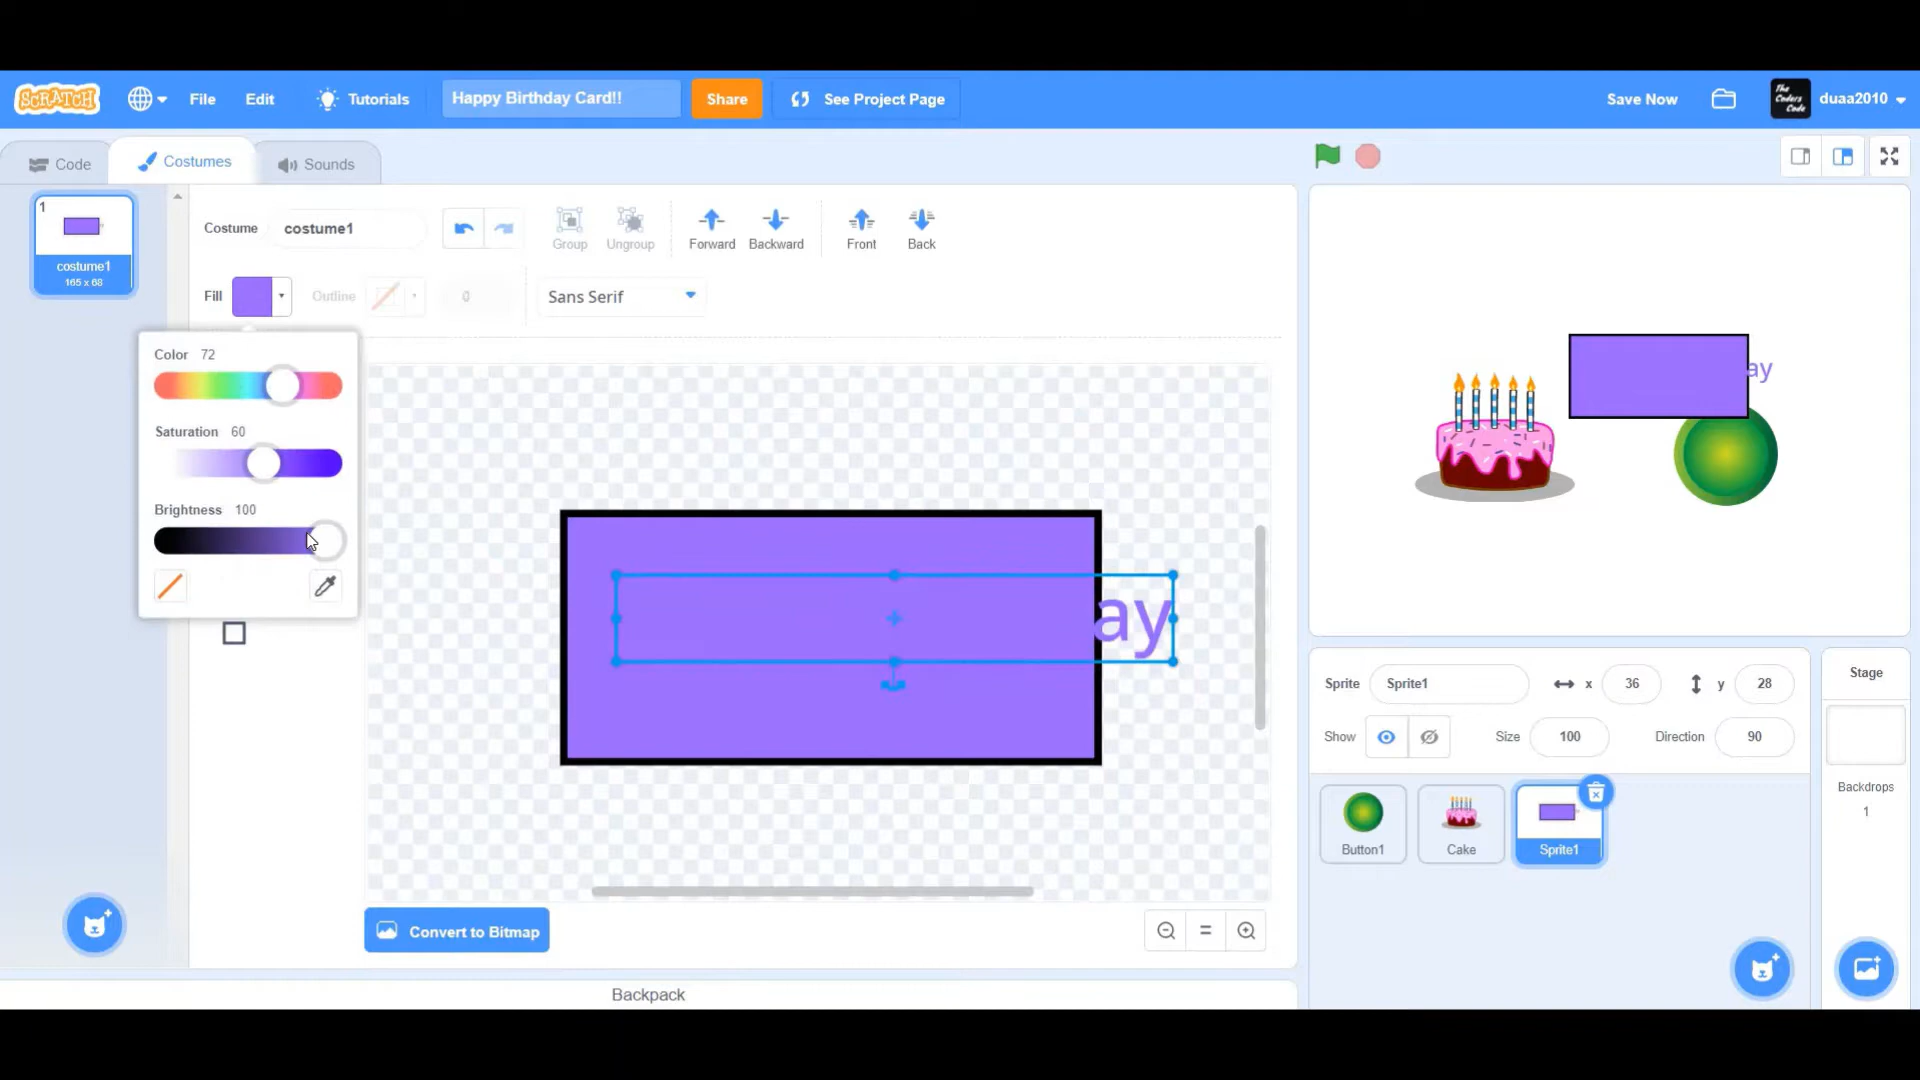 SCRATCH File Edit Tutorials Happy Birthday Card!! Share See Project Page Save Now The Coders Code duaa2010
Code Costumes Sounds
1
costume1
165 x 68
Costume costume1 Group Ungroup Forward Backward Front Back
Fill Outline 0 Sans Serif
Color 72
Saturation 60
Brightness 100
ay
ay
Convert to Bitmap
Backpack
Sprite Sprite1 x 36 y 28
Show Size 100 Direction 90
Button1 Cake Sprite1
Stage
Backdrops
1